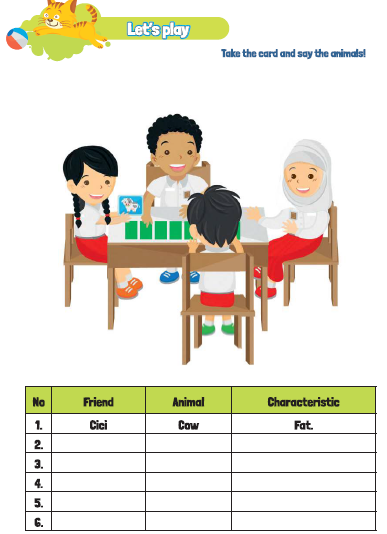 Let's play
Take the card and say the animals!
No Friend Animal Characteristic
1. Cici Cow Fat.
2.
3.
4.
5.
6.